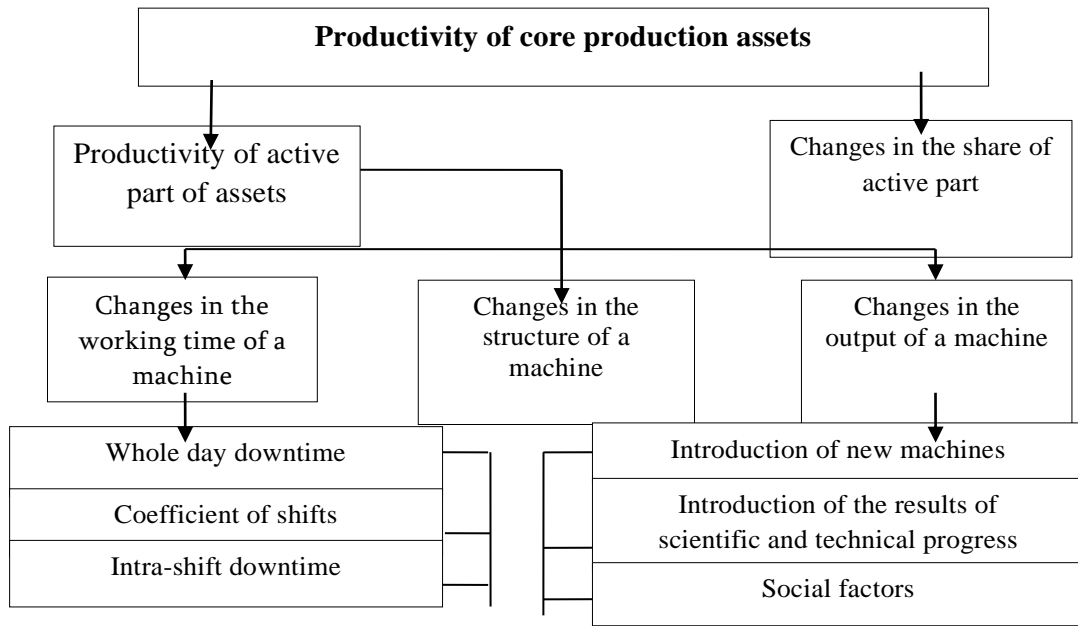 Productivity of core production assets
Productivity of active
part of assets
Changes in the share of
active part
Changes in the
working time of a
machine
Changes in the
structure of a
machine
Changes in the
output of a machine
Whole day downtime
Coefficient of shifts
Intra-shift downtime
Introduction of new machines
Introduction of the results of
scientific and technical progress
Social factors